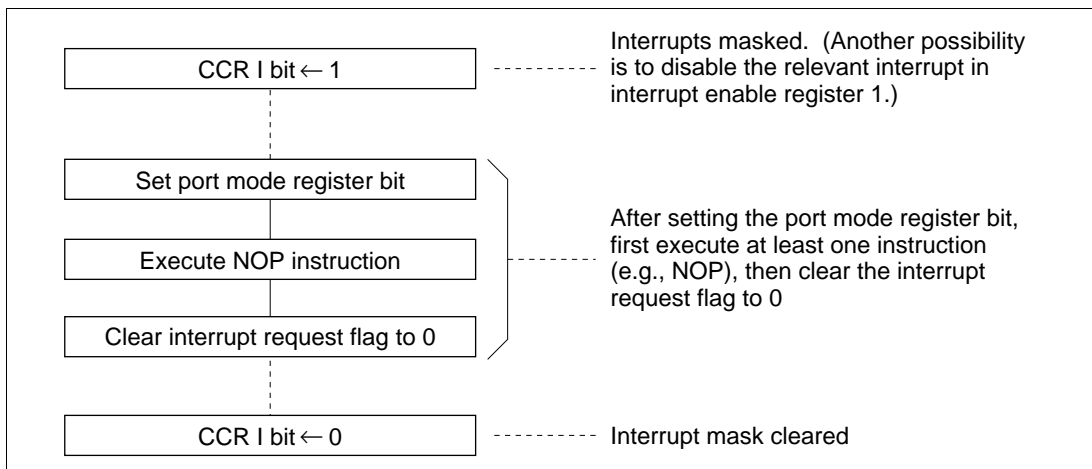 CCR I bit ← 1
Interrupts masked. (Another possibility
is to disable the relevant interrupt in
interrupt enable register 1.)
Set port mode register bit
Execute NOP instruction
Clear interrupt request flag to 0
After setting the port mode register bit,
first execute at least one instruction
(e.g., NOP), then clear the interrupt
request flag to 0
CCR I bit ← 0
Interrupt mask cleared